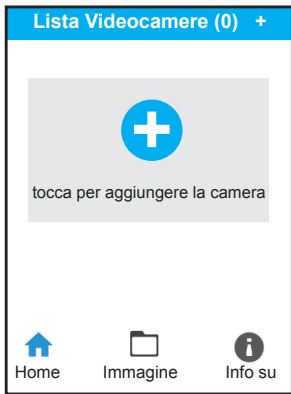 Lista Videocamere (0) +
tocca per aggiungere la camera
Home Immagine Info su